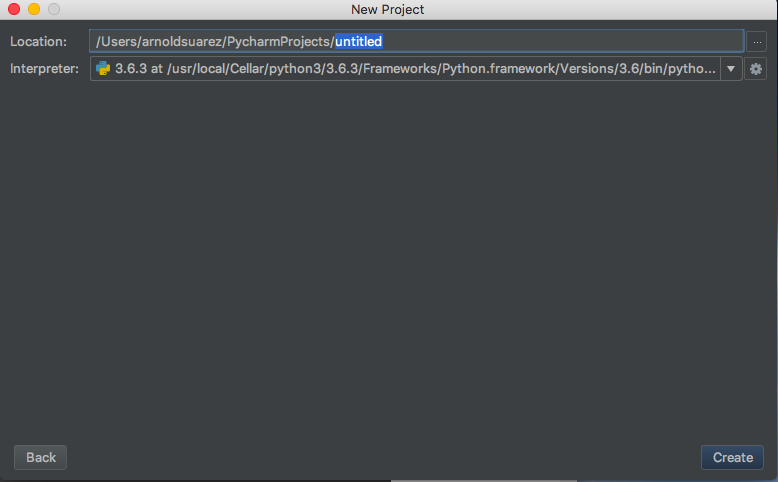 New Project
Location: /Users/arnoldsuarez/PycharmProjects/untitled ...
Interpreter: 3.6.3 at /usr/local/Cellar/python3/3.6.3/Frameworks/Python.framework/Versions/3.6/bin/pytho...
Back Create